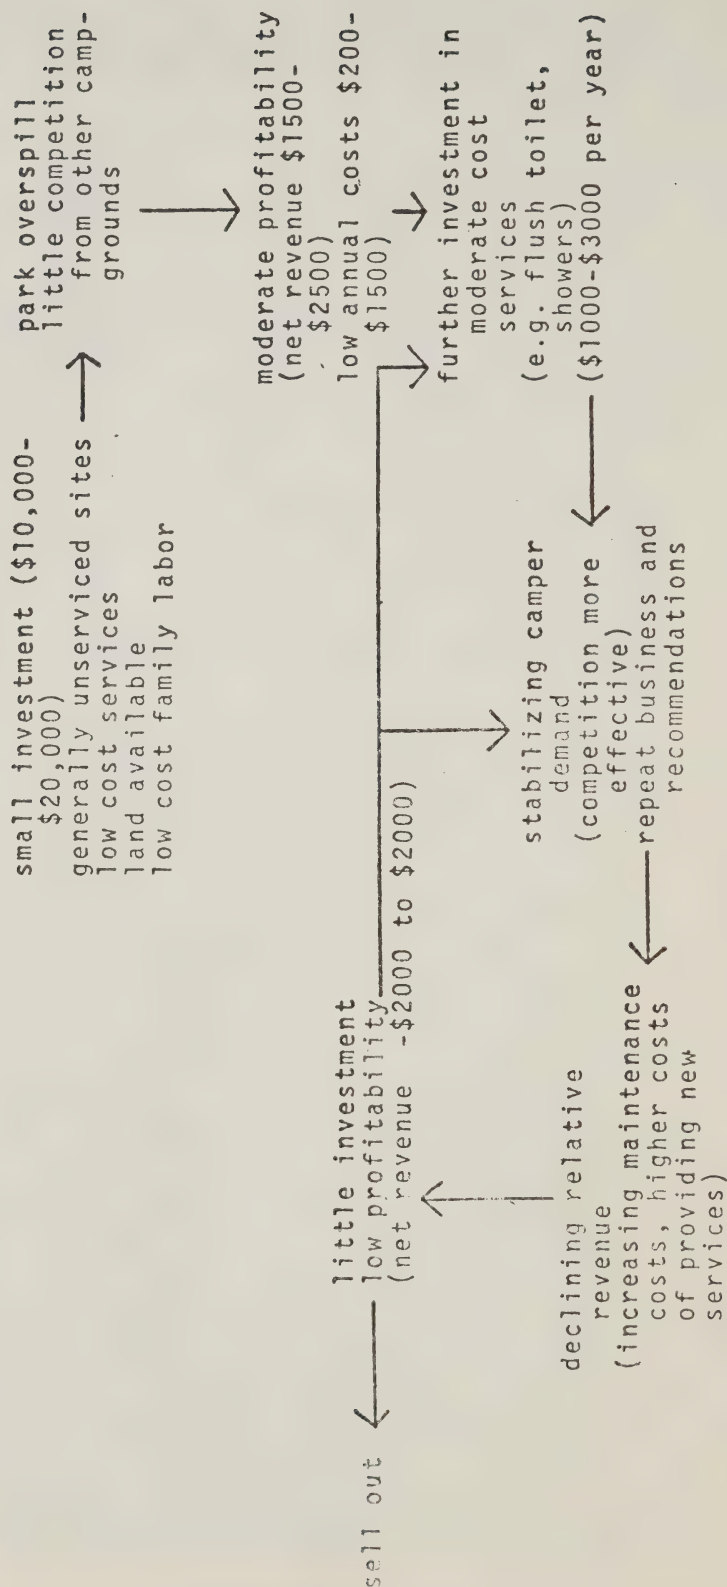 small investment ($10,000-
$20,000)
generally unserviced sites
low cost services
land available
low cost family labor
park overspill
little competition
from other camp-
grounds
moderate profitability
(net revenue $1500-
$2500)
low annual costs $200-
$1500)
further investment in
moderate cost
services
(e.g. flush toilet,
showers)
($1000-$3000 per year)
stabilizing camper
demand
(competition more
effective)
repeat business and
recommendations
declining relative
revenue
(increasing maintenance
costs, higher costs
of providing new
services)
little investment
low profitability
(net revenue -$2000 to $2000)
sell out